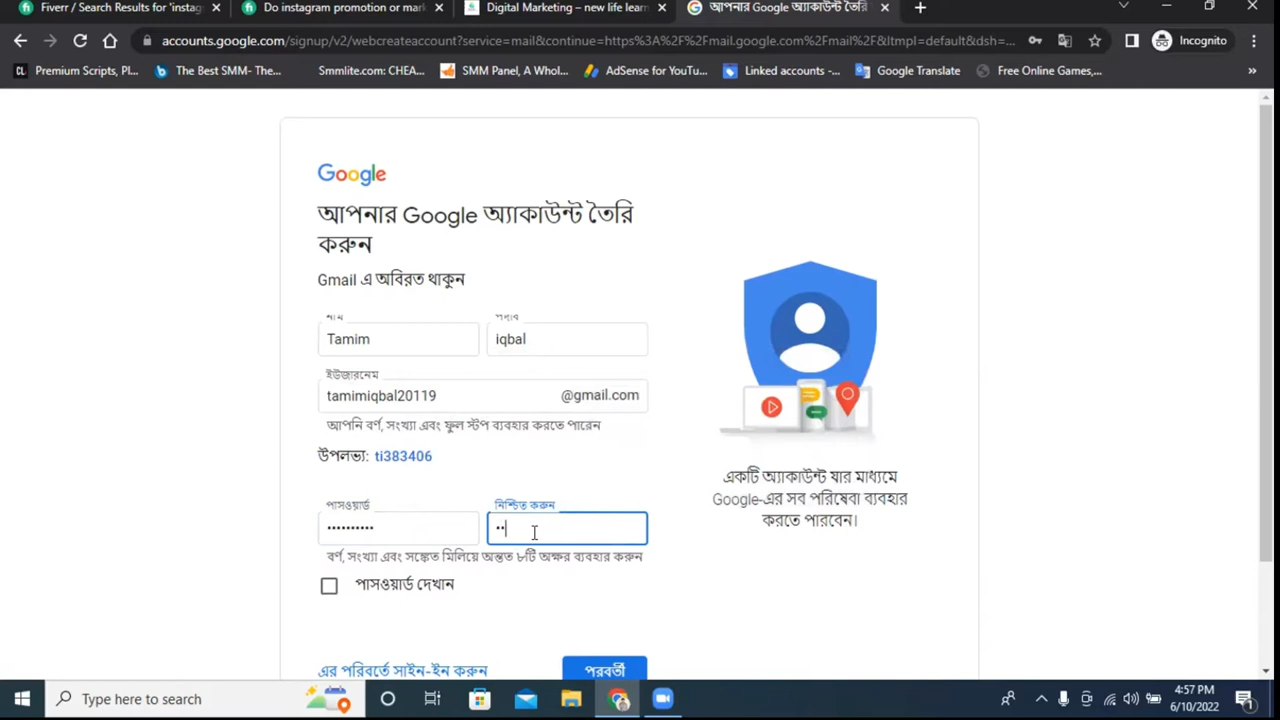 Fiverr / Search Results for 'instag
Do instagram promotion or mark
Digital Marketing – new life learn
আপনার Google অ্যাকাউন্ট তৈরি
accounts.google.com/signup/v2/webcreateaccount?service=mail&continue=https%3A%2F%2Fmail.google.com%2Fmail%2F&ltmpl=default&dsh=...
Incognito
Premium Scripts, Pl...
The Best SMM- The...
Smmlite.com: CHEA...
SMM Panel, A Whol...
AdSense for YouTu...
Linked accounts -...
Google Translate
Free Online Games,...
Google
আপনার Google অ্যাকাউন্ট তৈরি
করুন
Gmail এ অবিরত থাকুন
নাম
পদবি
Tamim
iqbal
ইউজারনেম
tamimiqbal20119
@gmail.com
আপনি বর্ণ, সংখ্যা এবং ফুল স্টপ ব্যবহার করতে পারেন
উপলভ্য: ti383406
পাসওয়ার্ড
নিশ্চিত করুন
বর্ণ, সংখ্যা এবং সঙ্কেত মিলিয়ে অন্তত ৮টি অক্ষর ব্যবহার করুন
পাসওয়ার্ড দেখান
এর পরিবর্তে সাইন-ইন করুন
পরবর্তী
একটি অ্যাকাউন্ট যার মাধ্যমে
Google-এর সব পরিষেবা ব্যবহার
করতে পারবেন।
Type here to search
4:57 PM
6/10/2022